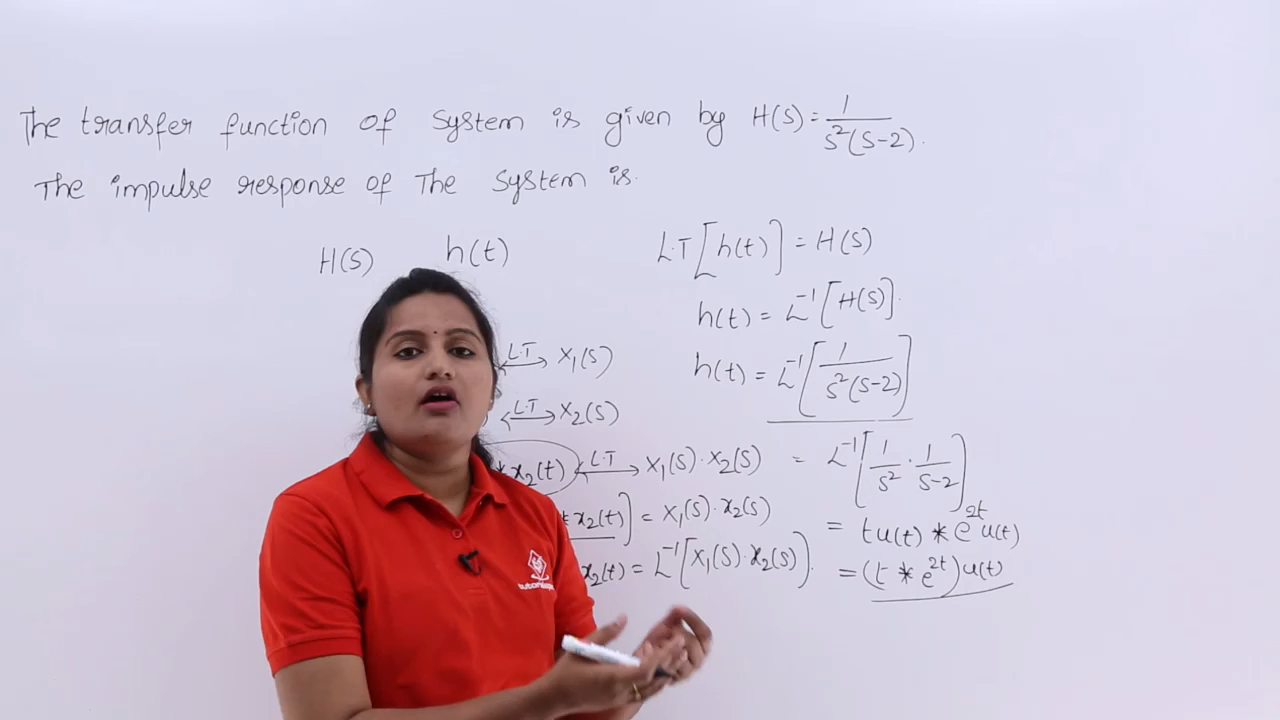 The transfer function of System is given by H(S) = 1/(S²(S-2)).
The impulse response of The System is.
H(S) h(t)
L.T[h(t)] = H(S)
h(t) = L⁻¹[H(S)].
h(t) = L⁻¹[1/(S²(S-2))]
L.T ⟷ X₁(S)
L.T ⟷ X₂(S)
* x₂(t) L.T ⟷ X₁(S).X₂(S)
* x₂(t)] = X₁(S).X₂(S)
x₂(t) = L⁻¹[X₁(S).X₂(S)].
= L⁻¹[1/S² . 1/(S-2)]
= tu(t) * e²ᵗu(t)
= (t * e²ᵗ)u(t)